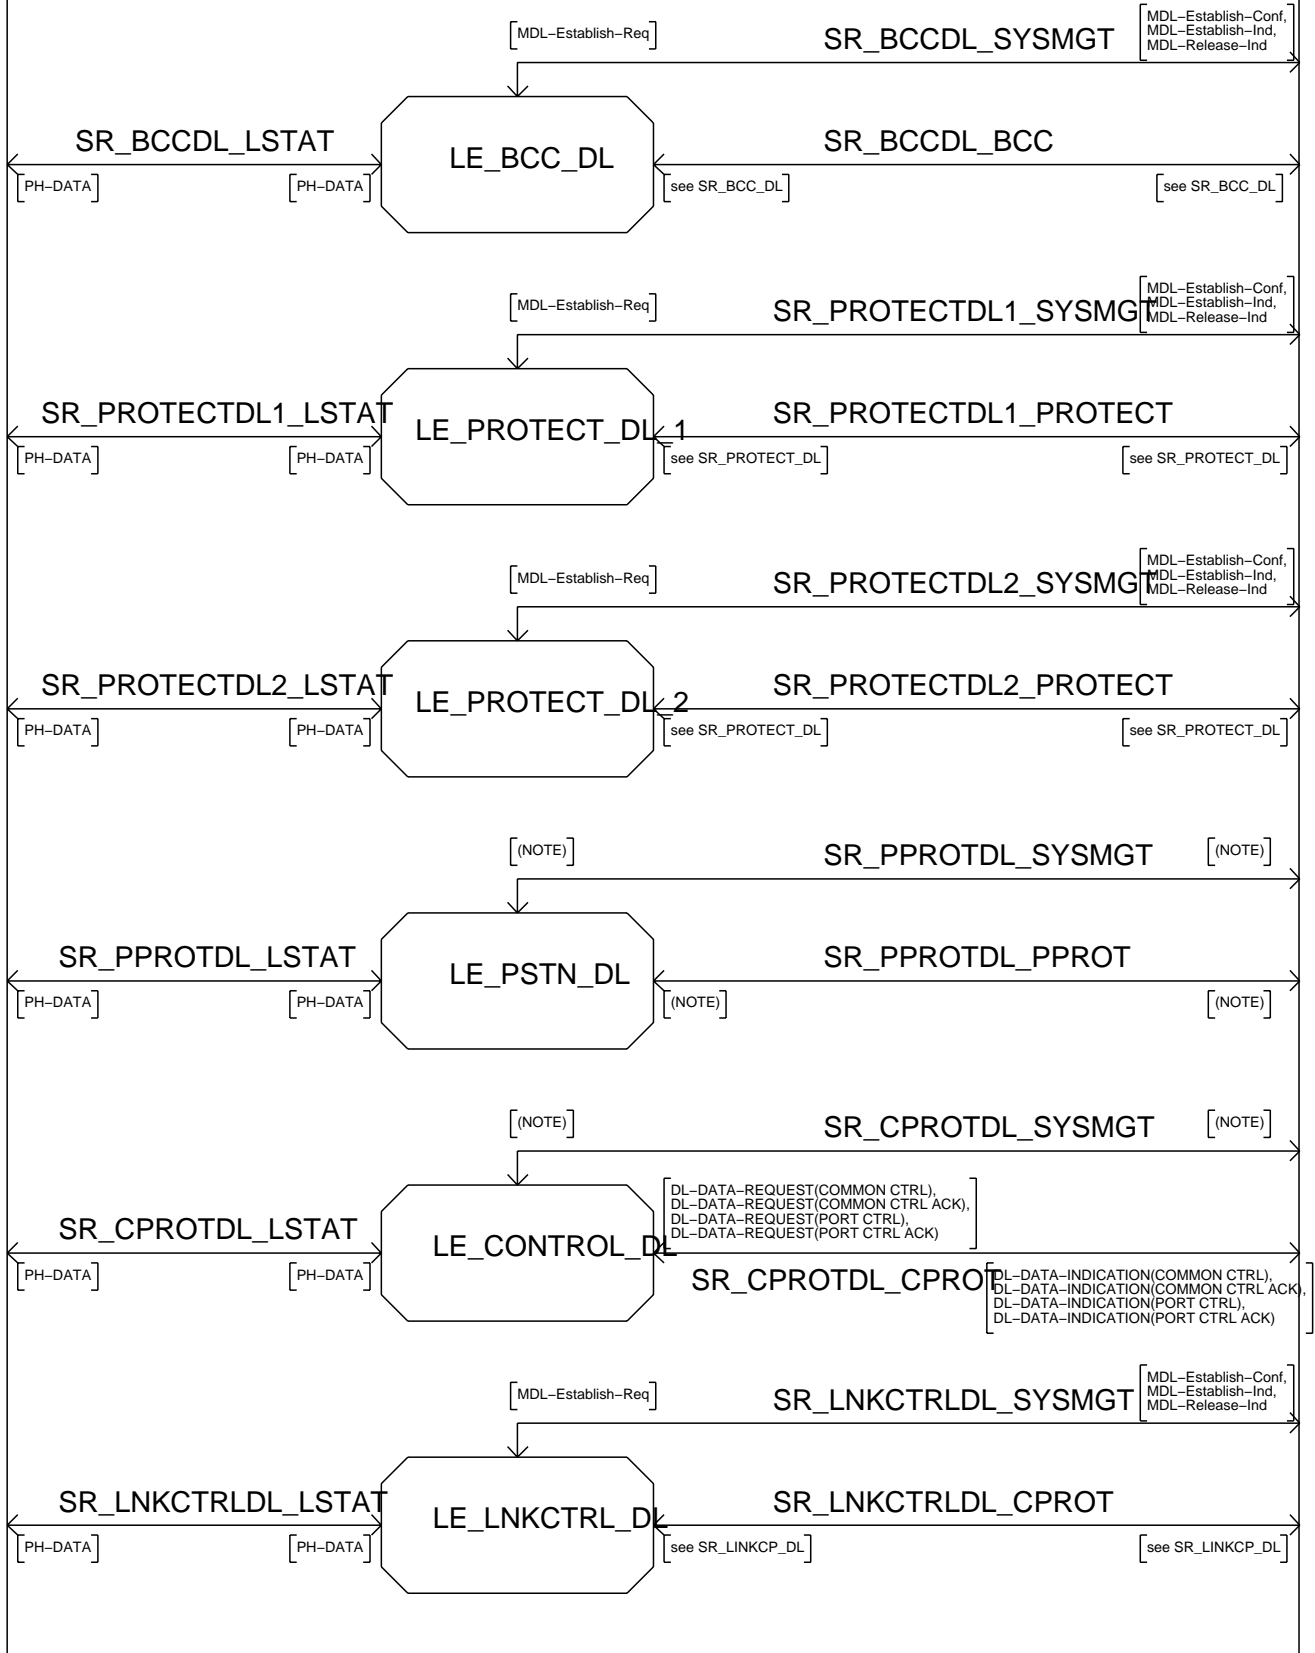 [MDL−Establish−Req]
SR_BCCDL_SYSMGT
[MDL−Establish−Conf,
MDL−Establish−Ind,
MDL−Release−Ind]
SR_BCCDL_LSTAT
LE_BCC_DL
SR_BCCDL_BCC
[PH−DATA]
[PH−DATA]
[see SR_BCC_DL]
[see SR_BCC_DL]
[MDL−Establish−Req]
SR_PROTECTDL1_SYSMGT
[MDL−Establish−Conf,
MDL−Establish−Ind,
MDL−Release−Ind]
SR_PROTECTDL1_LSTAT
LE_PROTECT_DL_1
SR_PROTECTDL1_PROTECT
[PH−DATA]
[PH−DATA]
[see SR_PROTECT_DL]
[see SR_PROTECT_DL]
[MDL−Establish−Req]
SR_PROTECTDL2_SYSMGT
[MDL−Establish−Conf,
MDL−Establish−Ind,
MDL−Release−Ind]
SR_PROTECTDL2_LSTAT
LE_PROTECT_DL_2
SR_PROTECTDL2_PROTECT
[PH−DATA]
[PH−DATA]
[see SR_PROTECT_DL]
[see SR_PROTECT_DL]
[(NOTE)]
SR_PPROTDL_SYSMGT
[(NOTE)]
SR_PPROTDL_LSTAT
LE_PSTN_DL
SR_PPROTDL_PPROT
[PH−DATA]
[PH−DATA]
[(NOTE)]
[(NOTE)]
[(NOTE)]
SR_CPROTDL_SYSMGT
[(NOTE)]
[DL−DATA−REQUEST(COMMON CTRL),
DL−DATA−REQUEST(COMMON CTRL ACK),
DL−DATA−REQUEST(PORT CTRL),
DL−DATA−REQUEST(PORT CTRL ACK)]
SR_CPROTDL_LSTAT
LE_CONTROL_DL
[PH−DATA]
[PH−DATA]
SR_CPROTDL_CPROT
[DL−DATA−INDICATION(COMMON CTRL),
DL−DATA−INDICATION(COMMON CTRL ACK),
DL−DATA−INDICATION(PORT CTRL),
DL−DATA−INDICATION(PORT CTRL ACK)]
[MDL−Establish−Req]
SR_LNKCTRLDL_SYSMGT
[MDL−Establish−Conf,
MDL−Establish−Ind,
MDL−Release−Ind]
SR_LNKCTRLDL_LSTAT
LE_LNKCTRL_DL
SR_LNKCTRLDL_CPROT
[PH−DATA]
[PH−DATA]
[see SR_LINKCP_DL]
[see SR_LINKCP_DL]